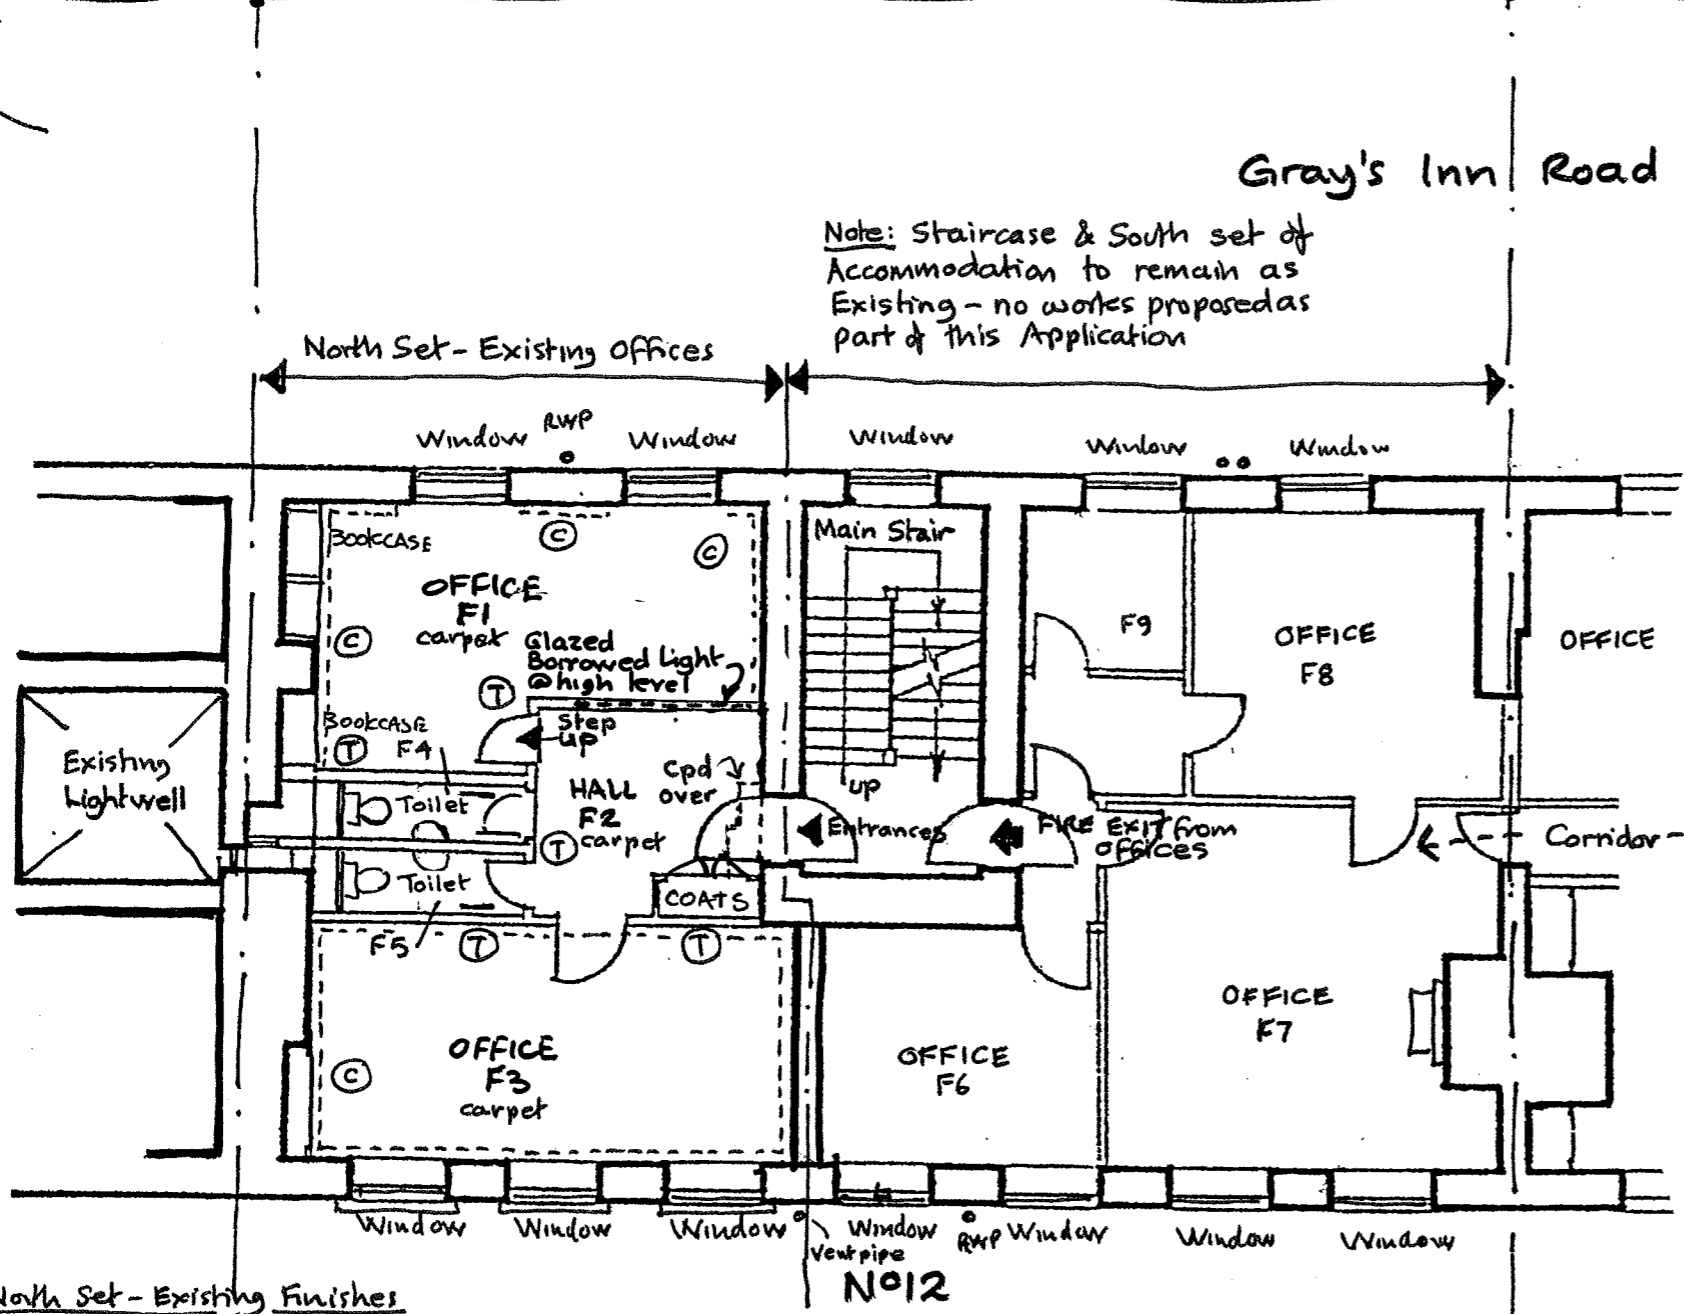 Gray's Inn Road
Note: Staircase & South set of
Accommodation to remain as
Existing - no works proposed as
part of this Application
North Set - Existing Offices
RWP
Window
Window
Window
Window
Window
Main Stair
BOOKCASE
C
C
OFFICE
F1
carpet
C
Glazed
Borrowed Light
@high level
T
F9
OFFICE
F8
OFFICE
BOOKCASE
T
F4
Step
up
Existing
Lightwell
Cpd
over
up
HALL
F2
carpet
Toilet
T
Entrances
FIRE EXIT from
offices
Corridor
Toilet
COATS
F5
T
T
OFFICE
F3
carpet
C
OFFICE
F6
OFFICE
F7
Window
Window
Window
Window
RWP
Window
Window
Window
Vent pipe
No12
North Set - Existing Finishes